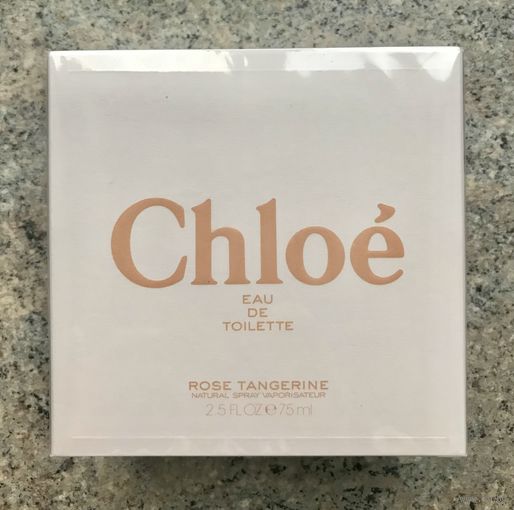 Chloé
EAU
DE
TOILETTE
ROSE TANGERINE
NATURAL SPRAY VAPORISATEUR
2.5 FL OZ ℮ 75 ml